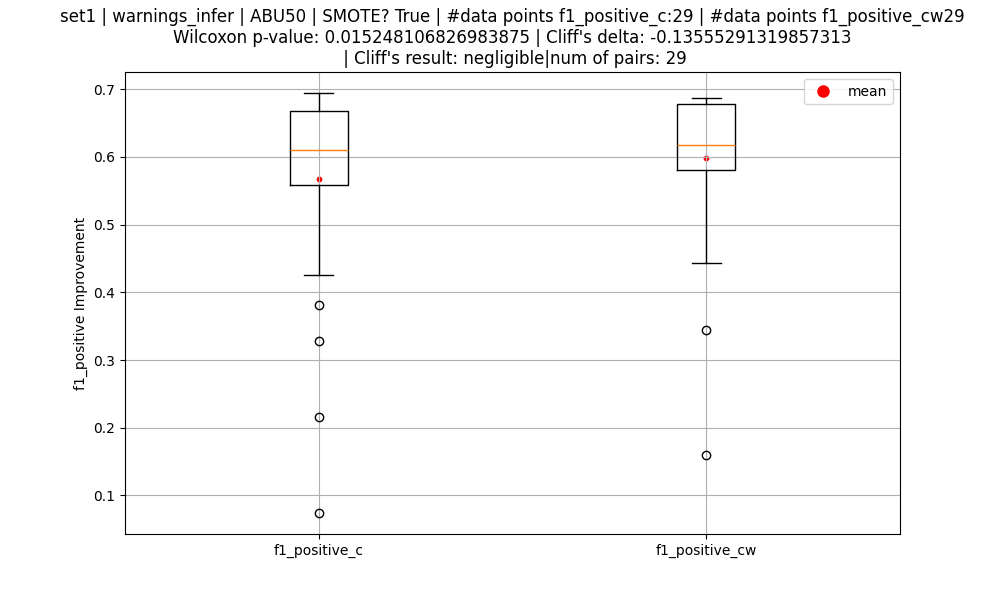 set1 | warnings_infer | ABU50 | SMOTE? True | #data points f1_positive_c:29 | #data points f1_positive_cw29
Wilcoxon p-value: 0.015248106826983875 | Cliff's delta: -0.13555291319857313
| Cliff's result: negligible|num of pairs: 29
mean
0.7
0.6
0.5
0.4
0.3
0.2
0.1
f1_positive Improvement
f1_positive_c
f1_positive_cw